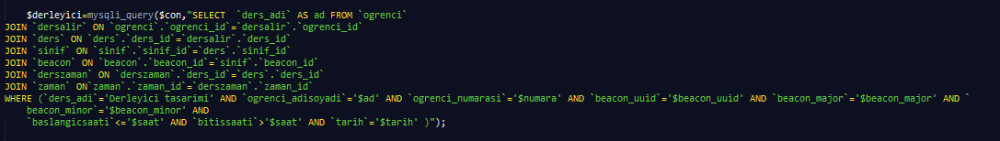 $derleyici=mysqli_query($con,"SELECT  `ders_adi` AS ad FROM `ogrenci`
JOIN `dersalir` ON `ogrenci`.`ogrenci_id`=`dersalir`.`ogrenci_id`
JOIN `ders` ON `ders`.`ders_id`=`dersalir`.`ders_id`
JOIN `sinif` ON `sinif`.`sinif_id`=`ders`.`sinif_id`
JOIN `beacon` ON `beacon`.`beacon_id`=`sinif`.`beacon_id`
JOIN `derszaman` ON `derszaman`.`ders_id`=`ders`.`ders_id`
JOIN `zaman` ON`zaman`.`zaman_id`=`derszaman`.`zaman_id`
WHERE (`ders_adi`='Derleyici tasarimi' AND `ogrenci_adisoyadi`='$ad' AND `ogrenci_numarasi`='$numara' AND `beacon_uuid`='$beacon_uuid' AND `beacon_major`='$beacon_major' AND `
beacon_minor`='$beacon_minor' AND
`baslangicsaati`<='$saat' AND `bitissaati`>'$saat' AND `tarih`='$tarih' )");